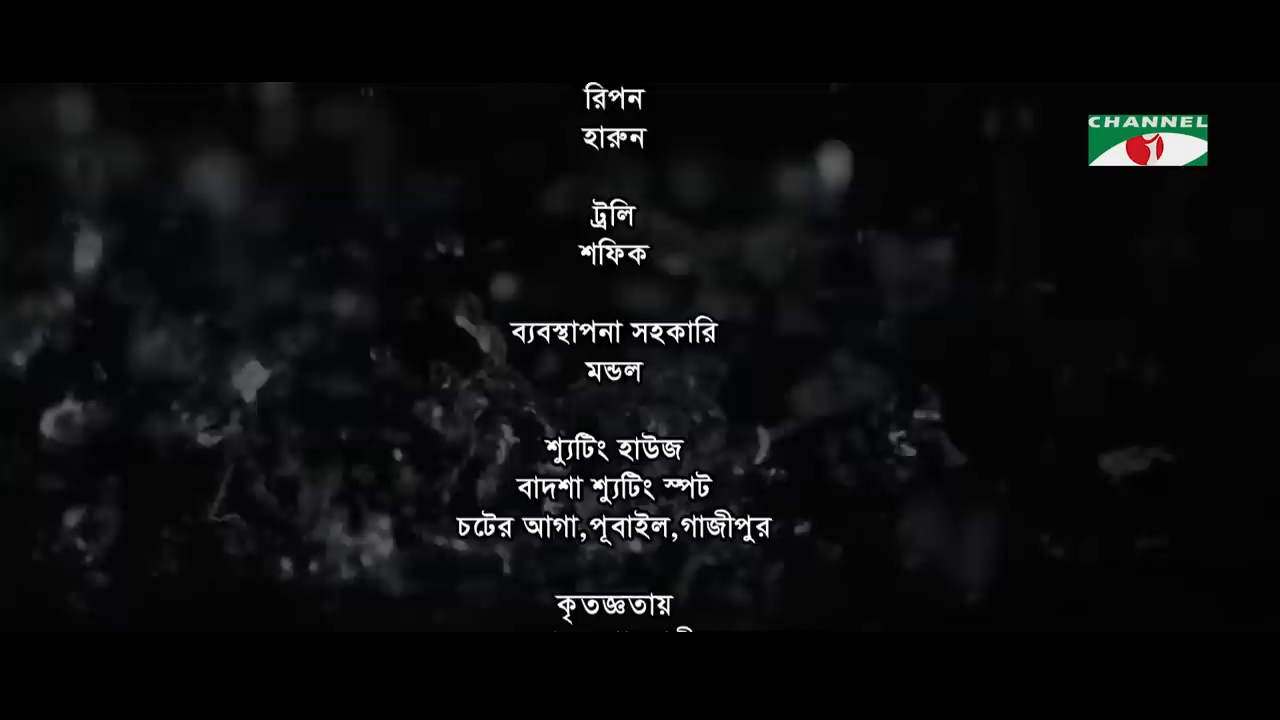 রিপন
হারুন
CHANNEL i
ট্রলি
শফিক
ব্যবস্থাপনা সহকারি
মন্ডল
শ্যুটিং হাউজ
বাদশা শ্যুটিং স্পট
চটের আগা,পূবাইল,গাজীপুর
কৃতজ্ঞতায়